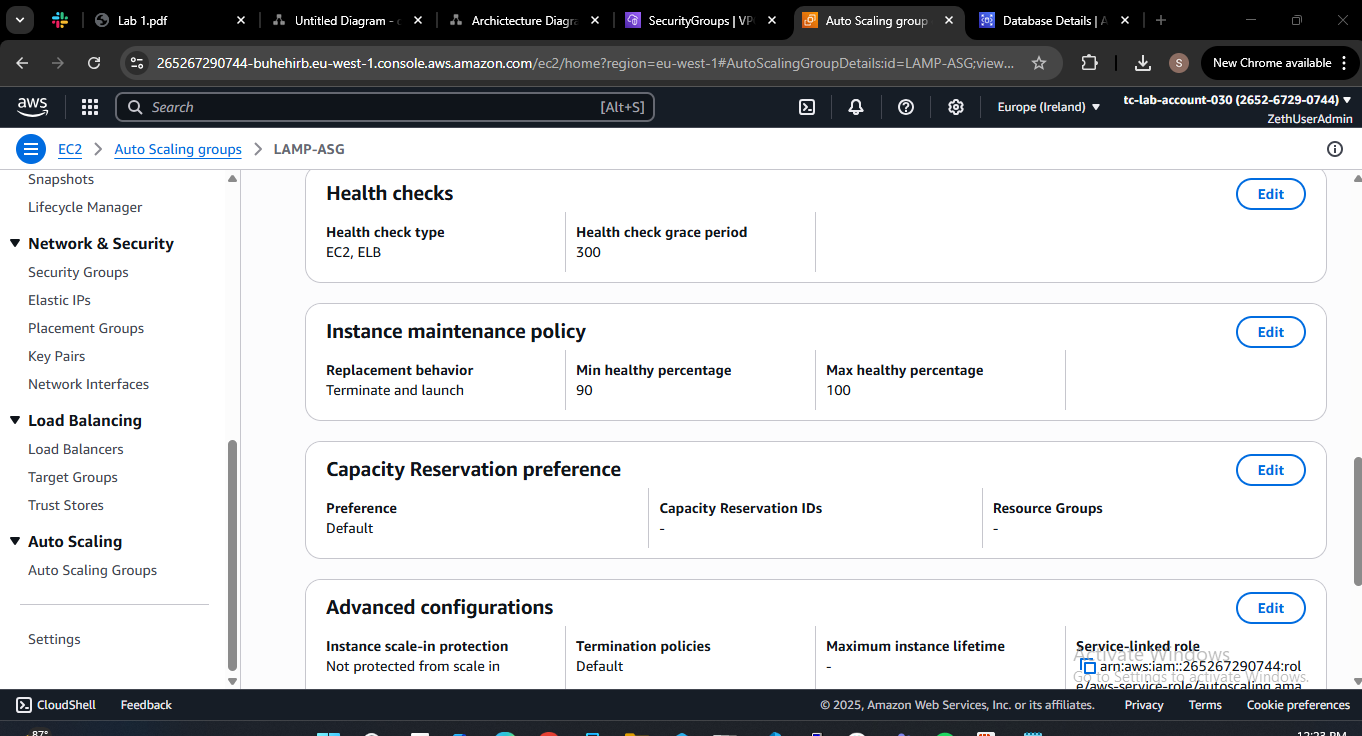 Lab 1.pdf
Untitled Diagram - 
Archictecture Diagra
SecurityGroups | VP
Auto Scaling group
Database Details | A
265267290744-buhehirb.eu-west-1.console.aws.amazon.com/ec2/home?region=eu-west-1#AutoScalingGroupDetails:id=LAMP-ASG;view...
S
New Chrome available
aws
Search
[Alt+S]
Europe (Ireland)
tc-lab-account-030 (2652-6729-0744)
ZethUserAdmin
EC2
Auto Scaling groups
LAMP-ASG
Snapshots
Lifecycle Manager
Network & Security
Security Groups
Elastic IPs
Placement Groups
Key Pairs
Network Interfaces
Load Balancing
Load Balancers
Target Groups
Trust Stores
Auto Scaling
Auto Scaling Groups
Settings
Health checks
Edit
Health check type
EC2, ELB
Health check grace period
300
Instance maintenance policy
Edit
Replacement behavior
Terminate and launch
Min healthy percentage
90
Max healthy percentage
100
Capacity Reservation preference
Edit
Preference
Default
Capacity Reservation IDs
-
Resource Groups
-
Advanced configurations
Edit
Instance scale-in protection
Not protected from scale in
Termination policies
Default
Maximum instance lifetime
-
Service-linked role
arn:aws:iam::265267290744:rol
e/aws-service-role/autoscaling.ama
Activate Windows
Go to Settings to activate Windows.
CloudShell
Feedback
© 2025, Amazon Web Services, Inc. or its affiliates.
Privacy
Terms
Cookie preferences
87°
12:23 PM